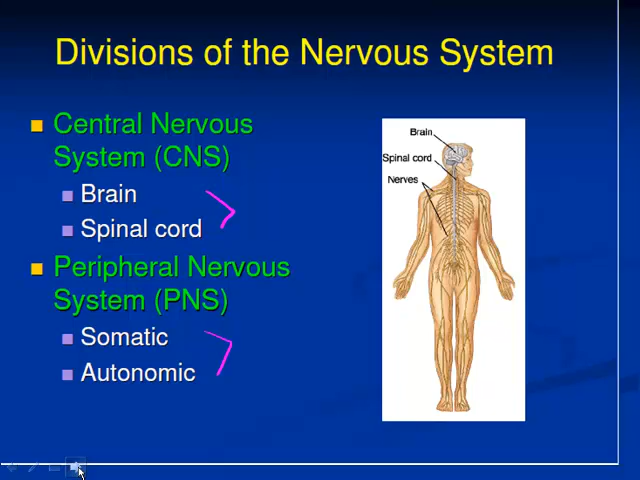 Divisions of the Nervous System
Central Nervous
System (CNS)
Brain
Spinal cord
Peripheral Nervous
System (PNS)
Somatic
Autonomic
Brain
Spinal cord
Nerves